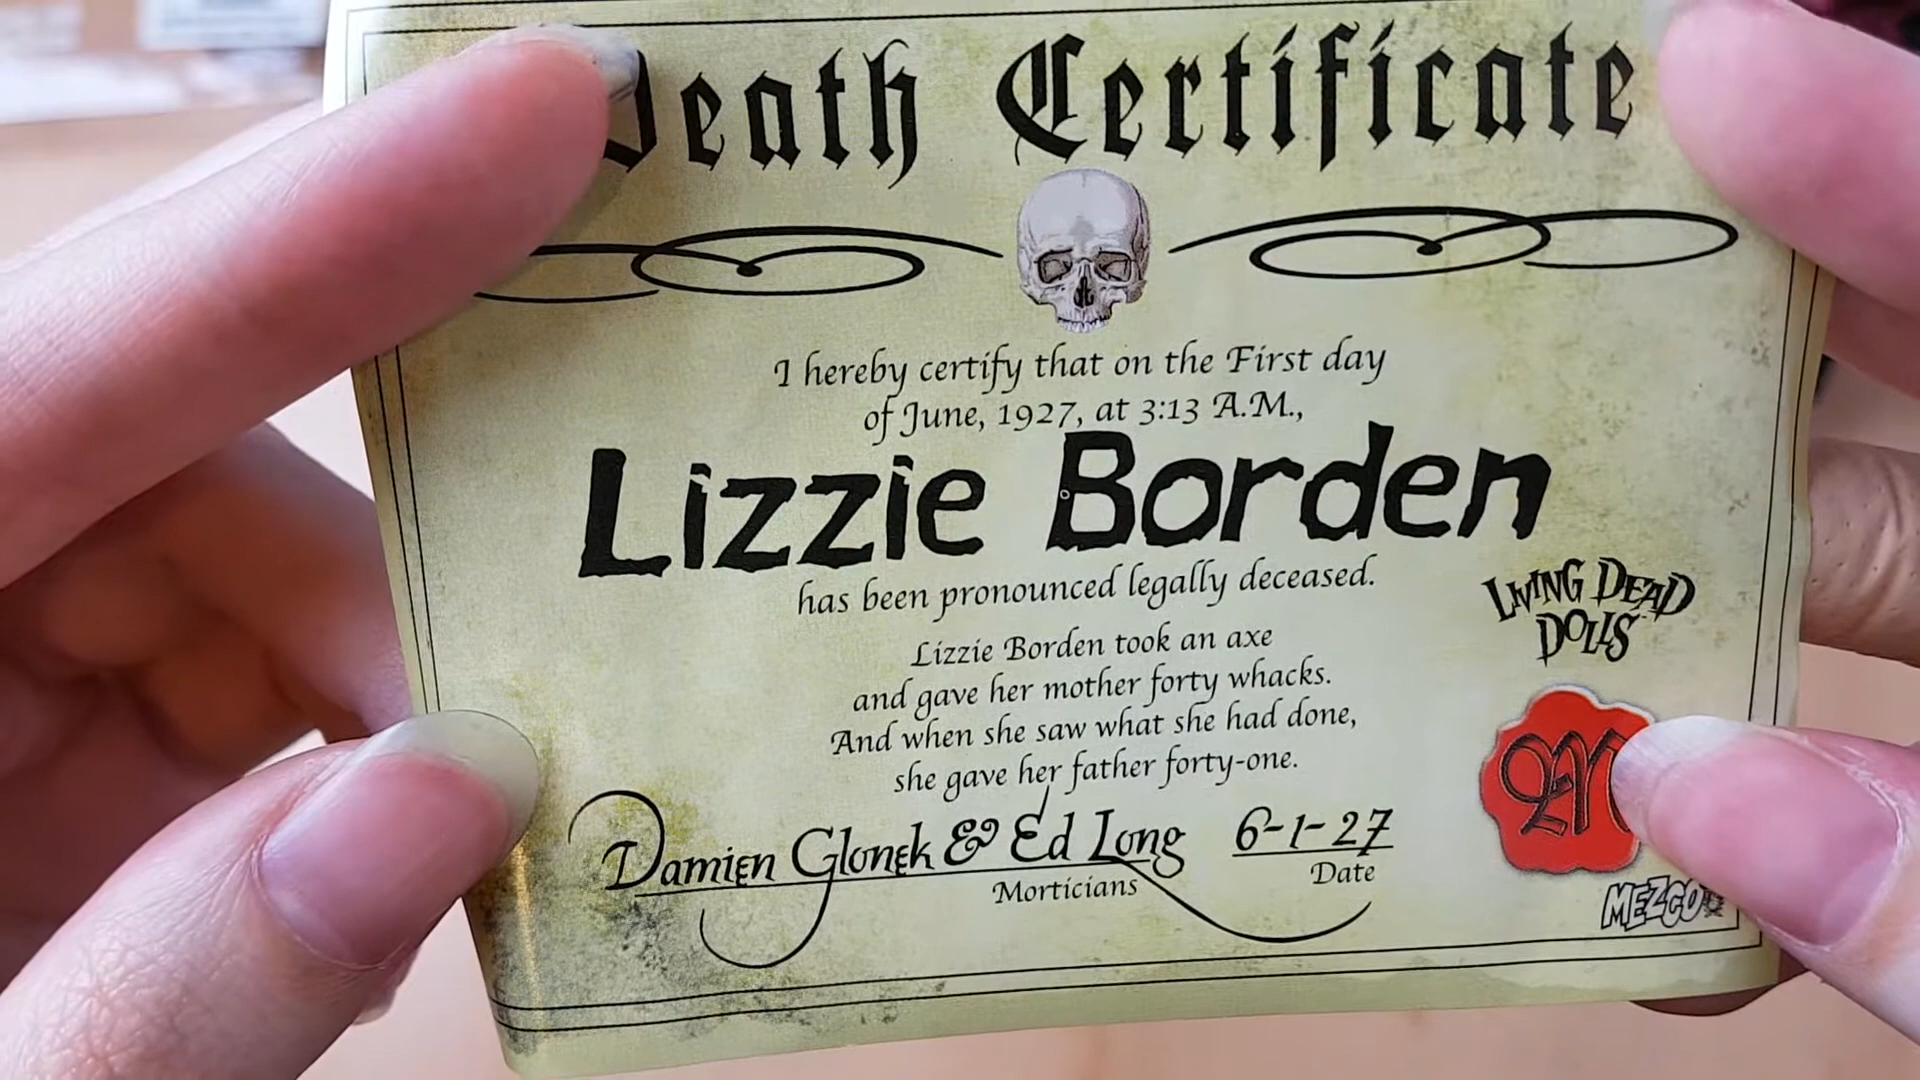 Death Certificate
I hereby certify that on the First day
of June, 1927, at 3:13 A.M.,
Lizzie Borden
has been pronounced legally deceased.
LIVING DEAD
DOLLS
Lizzie Borden took an axe
and gave her mother forty whacks.
And when she saw what she had done,
she gave her father forty-one.
Damien Glonek & Ed Long 6-1-27
Morticians Date
M
MEZCO